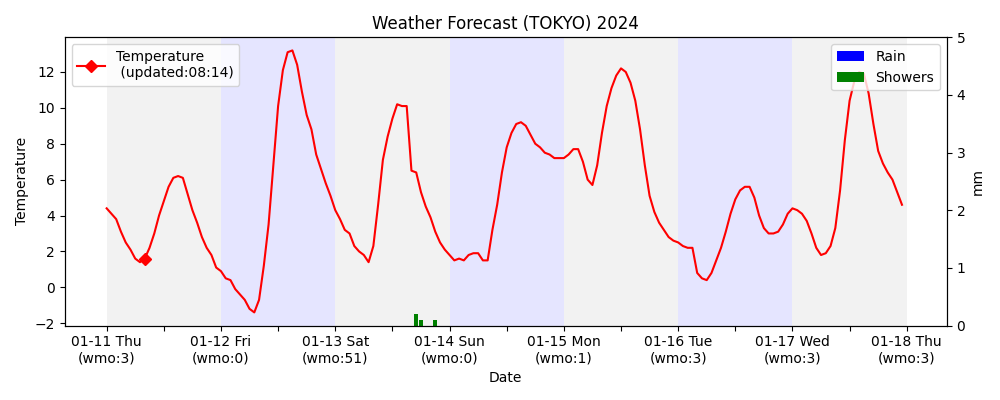 Weather Forecast (TOKYO) 2024
Temperature
(updated:08:14)
Rain
Showers
Temperature
12
10
8
6
4
2
0
−2
5
4
3
2
1
0
mm
01-11 Thu
(wmo:3)
01-12 Fri
(wmo:0)
01-13 Sat
(wmo:51)
01-14 Sun
(wmo:0)
01-15 Mon
(wmo:1)
01-16 Tue
(wmo:3)
01-17 Wed
(wmo:3)
01-18 Thu
(wmo:3)
Date